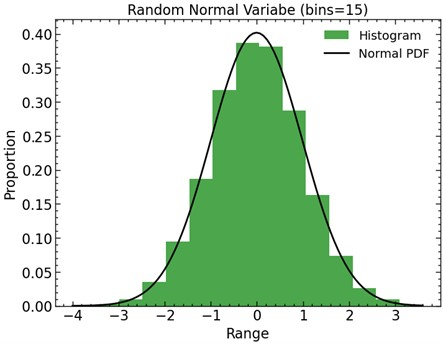 Random Normal Variabe (bins=15)
Histogram
Normal PDF
Proportion
0.40
0.35
0.30
0.25
0.20
0.15
0.10
0.05
0.00
−4 −3 −2 −1 0 1 2 3
Range